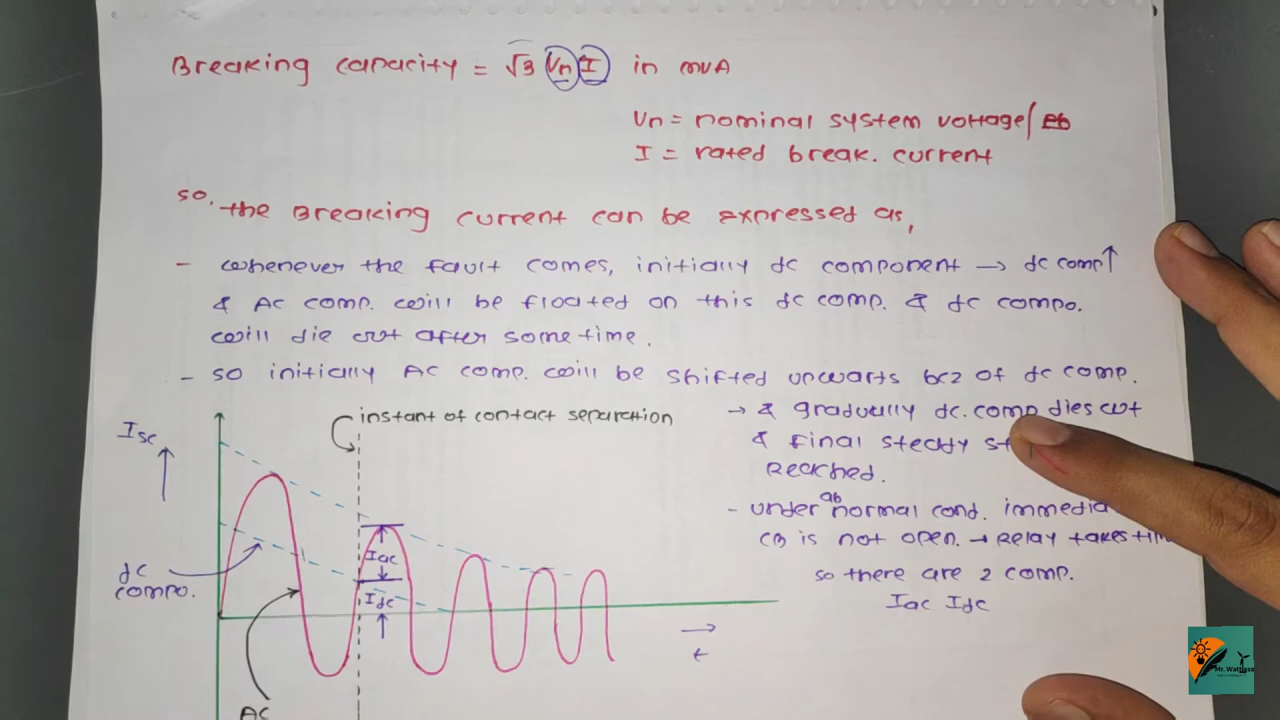 Breaking capacity = √3 Vn I in MVA
Vn = nominal system voltage/
I = rated break. current
so, the Breaking current can be expressed as,
- whenever the fault comes, initially dc component → dc comp↑
& AC comp. will be floated on this dc comp. & dc compo.
will die out after some time.
- so initially AC comp. will be shifted upwarts bcz of dc comp.
→ & gradually dc. comp dies out
& final steady st
Reached.
- under abnormal cond. immedia
CB is not open. → Relay takes tim
so there are 2 comp.
Iac Idc
instant of contact separation
Isc
Iac
Idc
dc
compo.
t
AC
Mr. Wattless